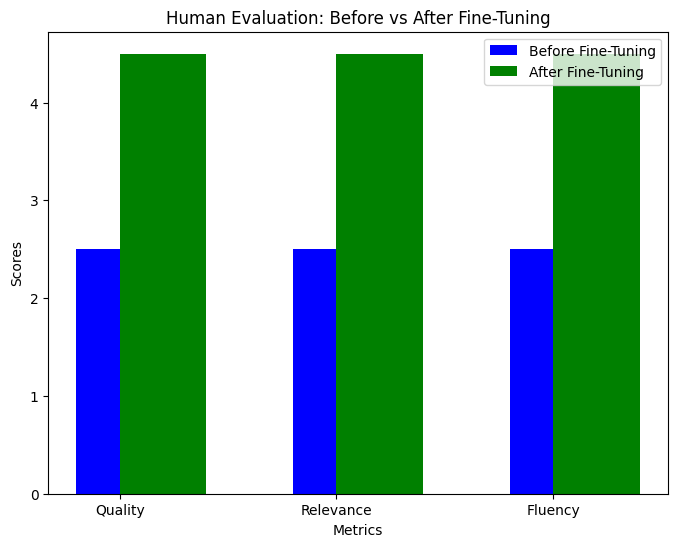 Human Evaluation: Before vs After Fine-Tuning
Before Fine-Tuning
After Fine-Tuning
Scores
4
3
2
1
0
Quality
Relevance
Fluency
Metrics